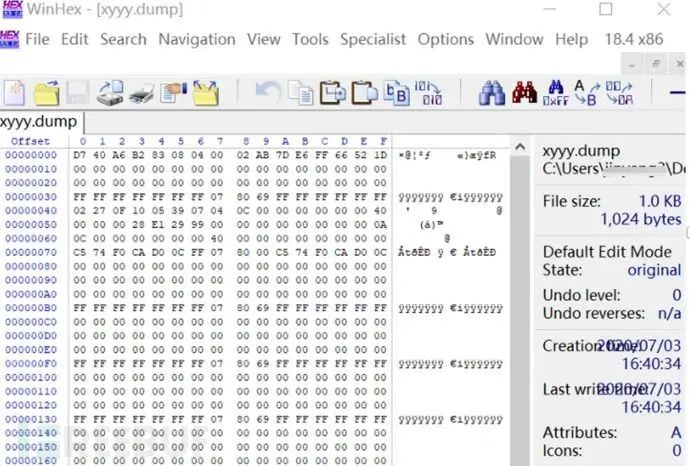 WinHex - [xyyy.dump]
File Edit Search Navigation View Tools Specialist Options Window Help 18.4 x86
xyyy.dump
Offset 0 1 2 3 4 5 6 7 8 9 A B C D E F
00000000 D7 40 A6 B2 83 08 04 00 02 AB 7D E6 FF 66 52 1D ×@¦²ƒ «}æÿfR
00000010 00 00 00 00 00 00 00 00 00 00 00 00 00 00 00 00
00000020 00 00 00 00 00 00 00 00 00 00 00 00 00 00 00 00
00000030 FF FF FF FF FF FF FF 07 80 69 FF FF FF FF FF FF ÿÿÿÿÿÿÿ €iÿÿÿÿÿÿ
00000040 02 27 0F 10 05 39 07 04 0C 00 00 00 00 00 00 40 ' 9 @
00000050 00 00 00 00 28 E1 29 99 00 00 00 00 00 00 00 0A (á)™
00000060 0C 00 00 00 00 00 00 40 00 00 00 00 00 00 00 00 @
00000070 C5 74 F0 CA D0 0C FF 07 80 00 C5 74 F0 CA D0 0C ÅtðÊÐ ÿ € ÅtðÊÐ
00000080 00 00 00 00 00 00 00 00 00 00 00 00 00 00 00 00
00000090 00 00 00 00 00 00 00 00 00 00 00 00 00 00 00 00
000000A0 00 00 00 00 00 00 00 00 00 00 00 00 00 00 00 00
000000B0 FF FF FF FF FF FF FF 07 80 69 FF FF FF FF FF FF ÿÿÿÿÿÿÿ €iÿÿÿÿÿÿ
000000C0 00 00 00 00 00 00 00 00 00 00 00 00 00 00 00 00
000000D0 00 00 00 00 00 00 00 00 00 00 00 00 00 00 00 00
000000E0 00 00 00 00 00 00 00 00 00 00 00 00 00 00 00 00
000000F0 FF FF FF FF FF FF FF 07 80 69 FF FF FF FF FF FF ÿÿÿÿÿÿÿ €iÿÿÿÿÿÿ
00000100 00 00 00 00 00 00 00 00 00 00 00 00 00 00 00 00
00000110 00 00 00 00 00 00 00 00 00 00 00 00 00 00 00 00
00000120 00 00 00 00 00 00 00 00 00 00 00 00 00 00 00 00
00000130 FF FF FF FF FF FF FF 07 80 69 FF FF FF FF FF FF ÿÿÿÿÿÿÿ €iÿÿÿÿÿÿ
00000140 00 00 00 00 00 00 00 00 00 00 00 00 00 00 00 00
00000150 00 00 00 00 00 00 00 00 00 00 00 00 00 00 00 00
00000160 00 00 00 00 00 00 00 00 00 00 00 00 00 00 00 00
xyyy.dump
File size: 1.0 KB
1,024 bytes
Default Edit Mode
State: original
Undo level: 0
Undo reverses: n/a
Creation time: 2020/07/03
16:40:34
Last write time: 2020/07/03
16:40:34
Attributes: A
Icons: 0